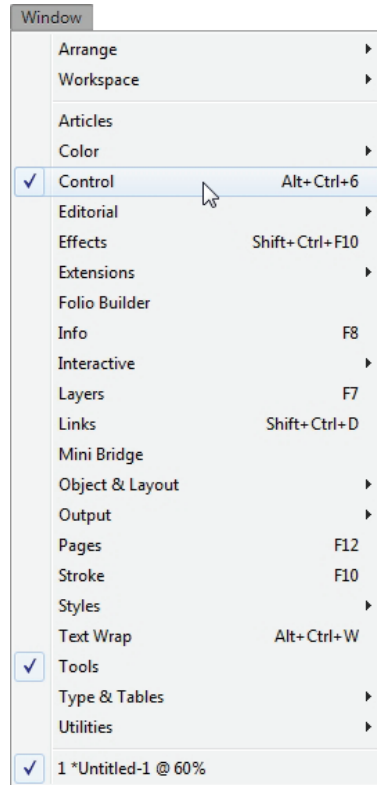 Window
Arrange
Workspace
Articles
Color
Control Alt+Ctrl+6
Editorial
Effects Shift+Ctrl+F10
Extensions
Folio Builder
Info F8
Interactive
Layers F7
Links Shift+Ctrl+D
Mini Bridge
Object & Layout
Output
Pages F12
Stroke F10
Styles
Text Wrap Alt+Ctrl+W
Tools
Type & Tables
Utilities
1 *Untitled-1 @ 60%